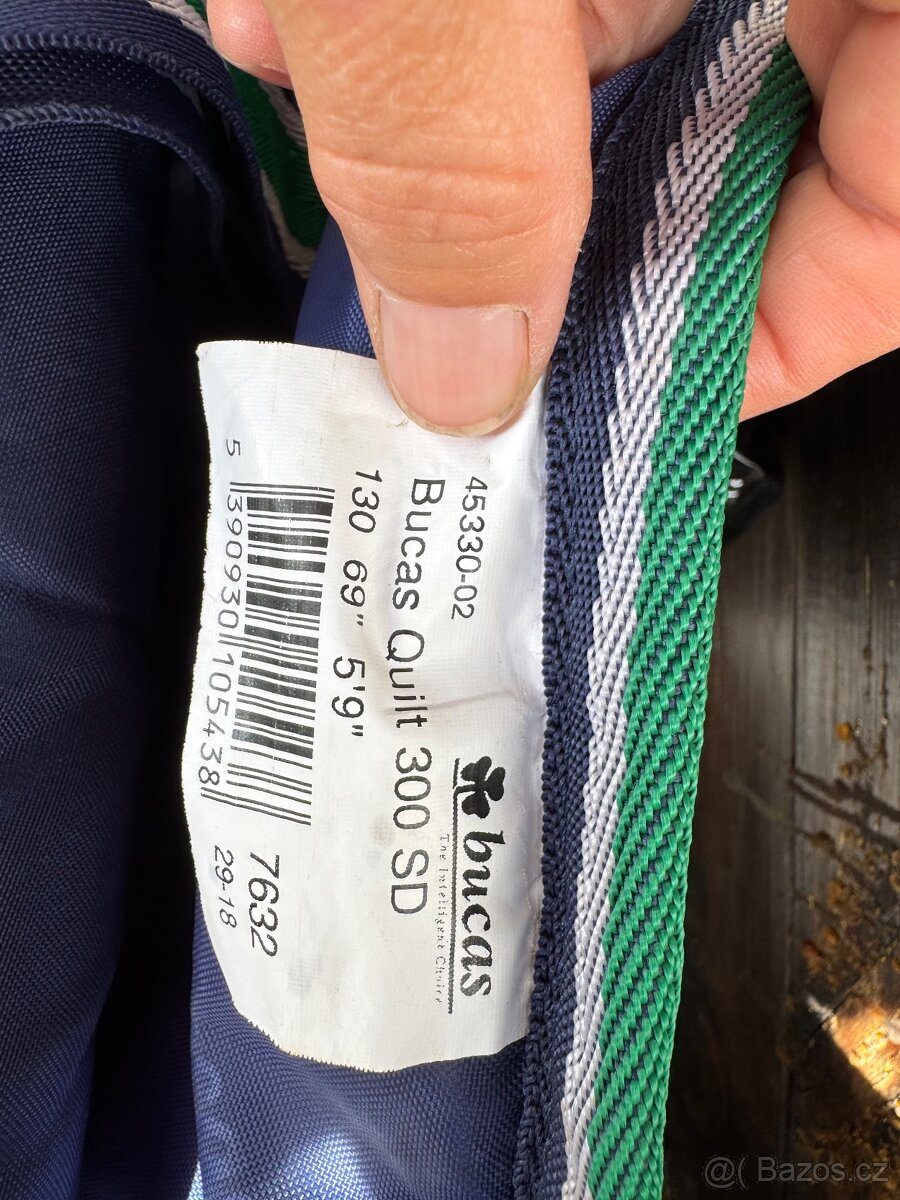 bucas
The Intelligent Choice
45330-02
Bucas Quilt 300 SD
130 69" 5'9"
5 390930 105438
7632
29-18
@( Bazos.cz